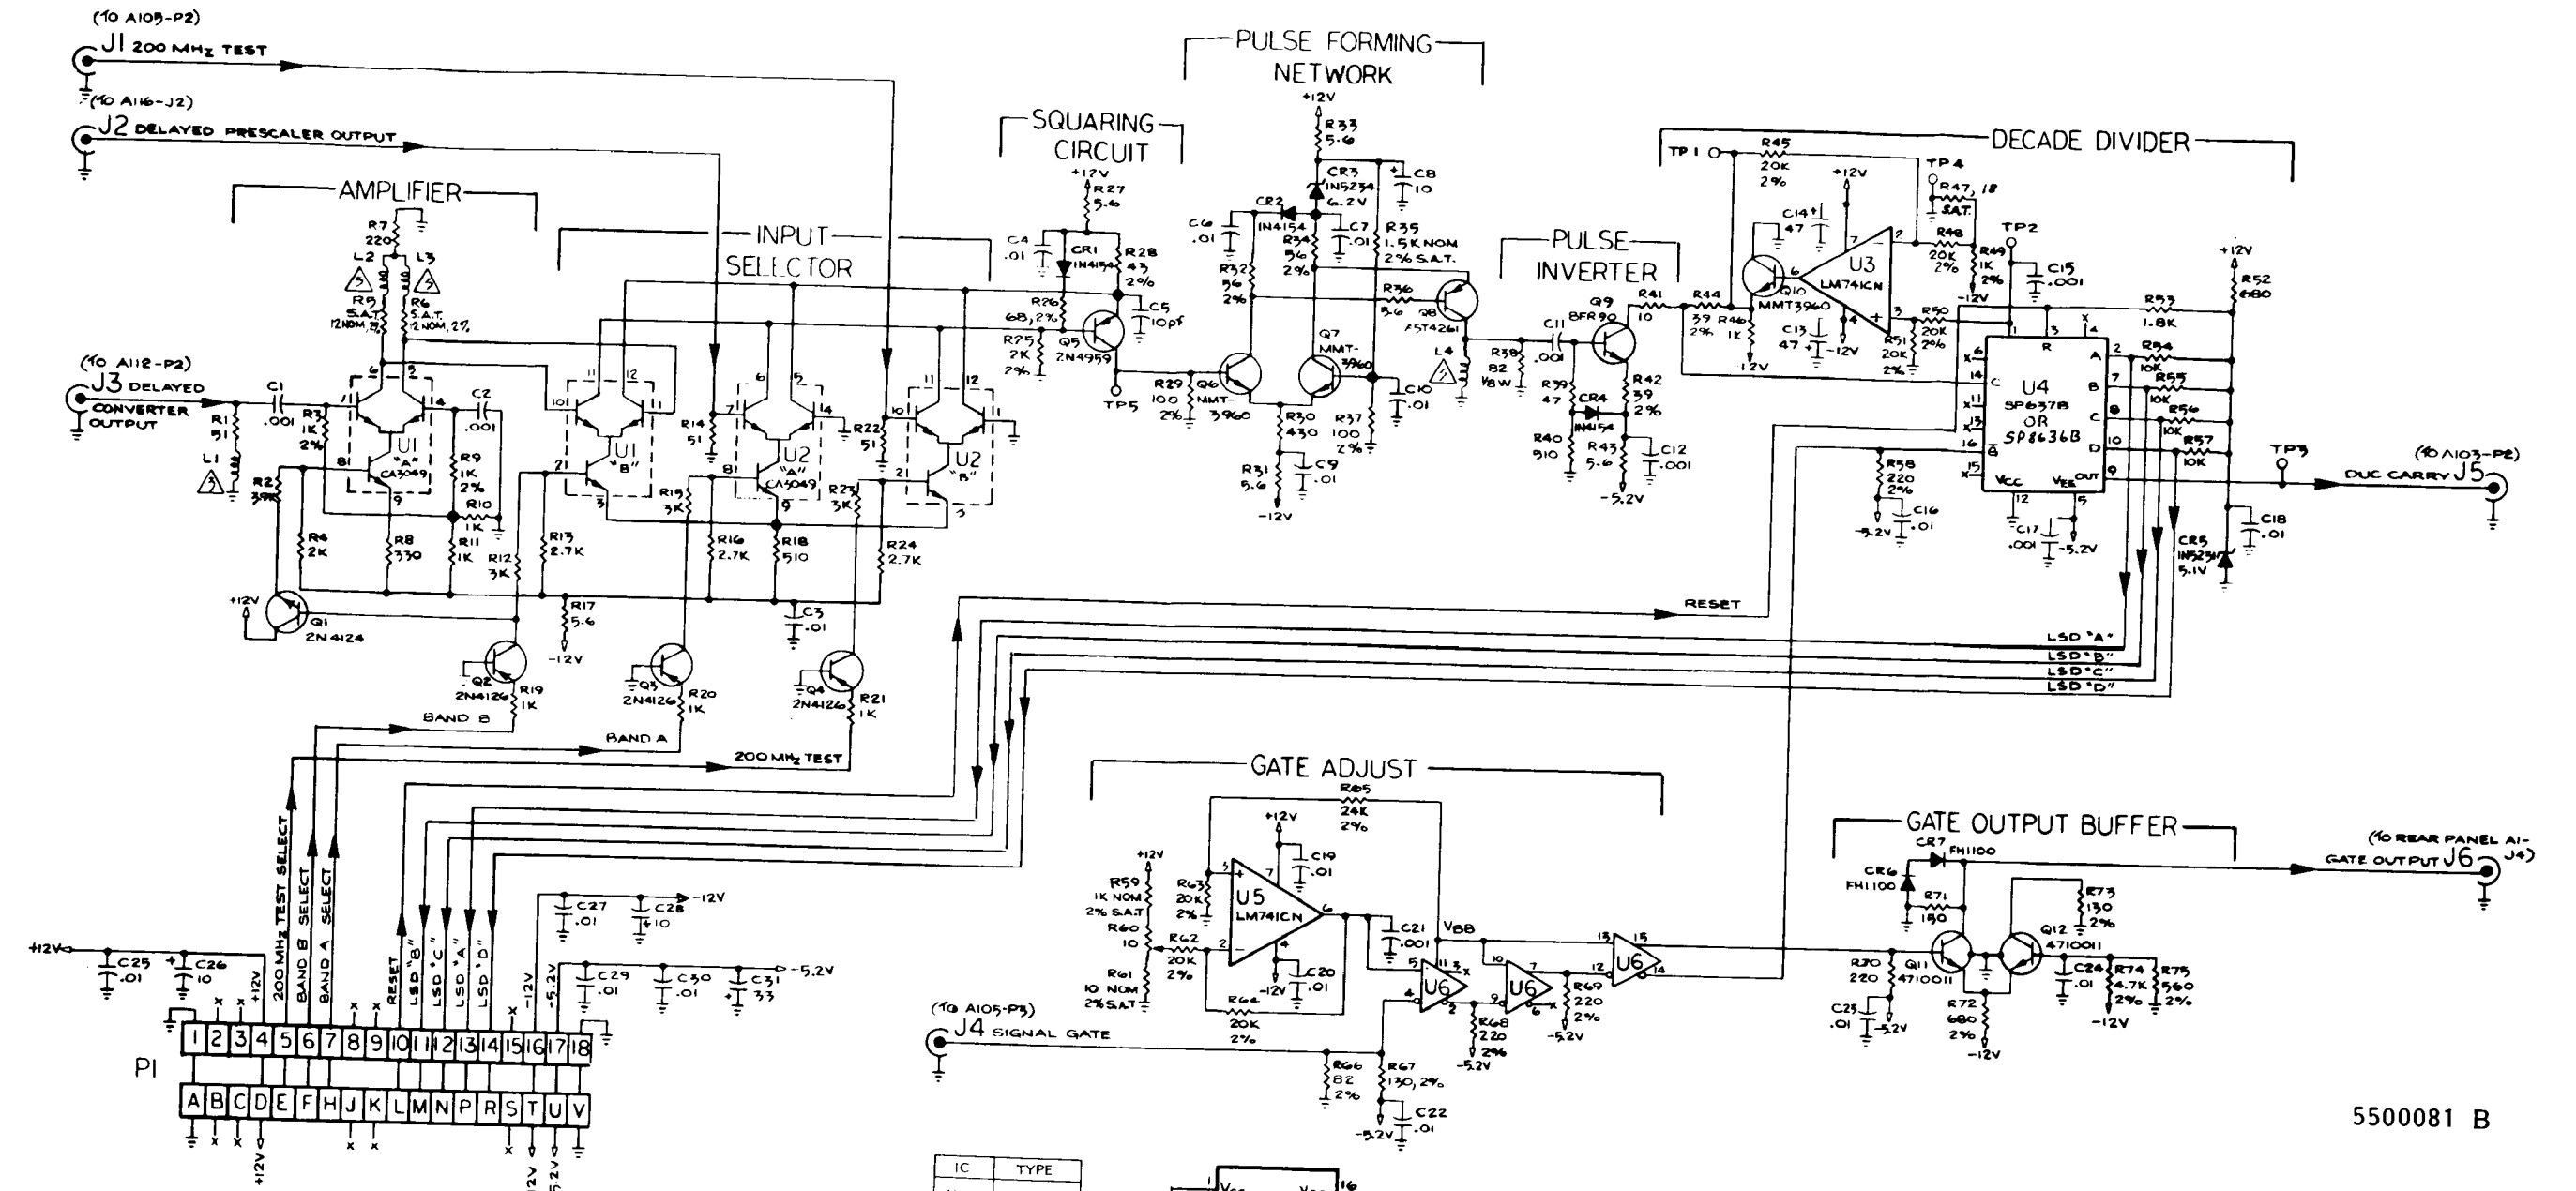 (TO A105-P2)
J1 200 MHz TEST
(TO A116-J2)
J2 DELAYED PRESCALER OUTPUT
AMPLIFIER
INPUT
SELECTOR
SQUARING
CIRCUIT
PULSE FORMING
NETWORK
PULSE
INVERTER
DECADE DIVIDER
R7
220
L2
L3
3
3
R5
S.A.T.
12 NOM, 2%
R6
S.A.T.
12 NOM, 2%
(TO A112-P2)
J3 DELAYED
CONVERTER
OUTPUT
R1
51
L1
3
C1
.001
R3
1K
2%
U1
"A"
CA3049
C2
.001
R9
1K
2%
R10
1K
R2
39K
R4
2K
R8
330
R11
1K
R12
3K
R13
2.7K
U1
"B"
R14
51
R15
3K
R16
2.7K
U2
"A"
CA3049
R18
510
R22
51
R23
3K
R24
2.7K
U2
"B"
+12V
Q1
2N4124
R17
5.6
-12V
C3
.01
Q2
2N4126
R19
1K
Q3
2N4126
R20
1K
Q4
2N4126
R21
1K
BAND B
BAND A
200 MHz TEST
+12V
R27
5.6
C4
.01
CR1
1N4154
R28
43
2%
R26
68, 2%
C5
10pf
R25
2K
2%
Q5
2N4959
TP5
+12V
R33
5.6
CR3
1N5234
6.2V
C8
10
CR2
1N4154
C6
.01
R34
56
2%
C7
.01
R35
1.5K NOM
2% S.A.T.
R32
56
2%
R36
5.6
Q8
Q7
MMT-
3960
R29
100
2%
Q6
MMT-
3960
R30
430
R31
5.6
-12V
C9
.01
R37
100
2%
C10
.01
L4
3
R38
82
1/8W
C11
.001
R39
47
R40
510
CR4
1N4154
Q9
BFR90
R41
10
R42
39
2%
R43
5.6
-5.2V
C12
.001
R44
39
2%
R46
1K
TP1
R45
20K
2%
+12V
C14
47
Q10
MMT3960
C13
47
-12V
U3
LM741CN
TP4
R47, 18
S.A.T.
R48
20K
2%
R49
1K
2%
-12V
TP2
R50
20K
2%
R51
20K
2%
C15
.001
U4
SP637B
OR
SP8636B
VCC
VEE
OUT
R
A
B
C
D
+12V
R52
680
R53
1.8K
R54
10K
R55
10K
R56
10K
R57
10K
R58
220
2%
-5.2V
C16
.01
C17
.001
-5.2V
TP3
(TO A103-P2)
DUC CARRY J5
CR5
5.1V
C18
.01
RESET
LSD "A"
LSD "B"
LSD "C"
LSD "D"
GATE ADJUST
R65
24K
2%
+12V
C19
.01
+12V
R59
1K NOM
2% S.A.T
R60
10
R61
10 NOM
2% S.A.T
R62
20K
2%
R63
20K
2%
U5
LM741CN
-12V
C20
.01
R64
20K
2%
C21
.001
VBB
U6
U6
U6
R68
220
2%
-5.2V
R69
220
2%
-5.2V
(TO A105-P3)
J4 SIGNAL GATE
R66
82
2%
R67
130, 2%
-5.2V
C22
.01
GATE OUTPUT BUFFER
CR7
FH1100
CR6
FH1100
R71
150
(TO REAR PANEL A1-
J4)
GATE OUTPUT J6
R70
220
C23
.01
-5.2V
Q11
4710011
Q12
4710011
R72
680
2%
-12V
R73
130
2%
C24
.01
R74
4.7K
2%
-12V
R75
560
2%
+12V
C25
.01
C26
10
+12V
200 MHz TEST SELECT
BAND B SELECT
BAND A SELECT
RESET
LSD "B"
LSD "C"
LSD "A"
LSD "D"
-12V
-5.2V
C27
.01
C28
10
-12V
C29
.01
C30
.01
C31
33
-5.2V
P1
1 2 3 4 5 6 7 8 9 10 11 12 13 14 15 16 17 18
A B C D E F H J K L M N P R S T U V
+12V
5500081 B
IC TYPE